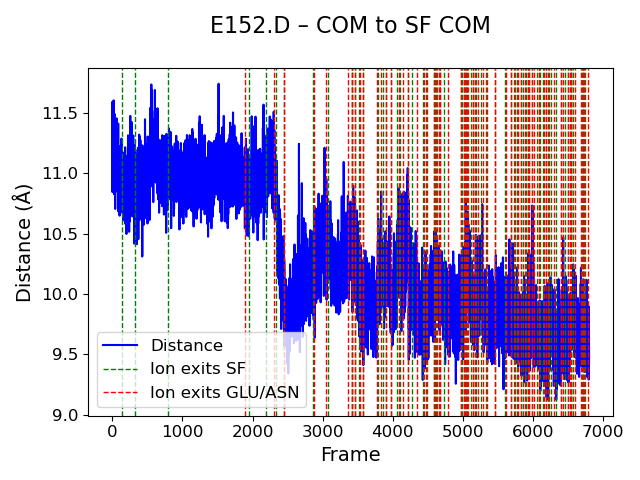 E152.D – COM to SF COM
Distance (Å)
11.5
11.0
10.5
10.0
9.5
9.0
Distance
Ion exits SF
Ion exits GLU/ASN
0 1000 2000 3000 4000 5000 6000 7000
Frame